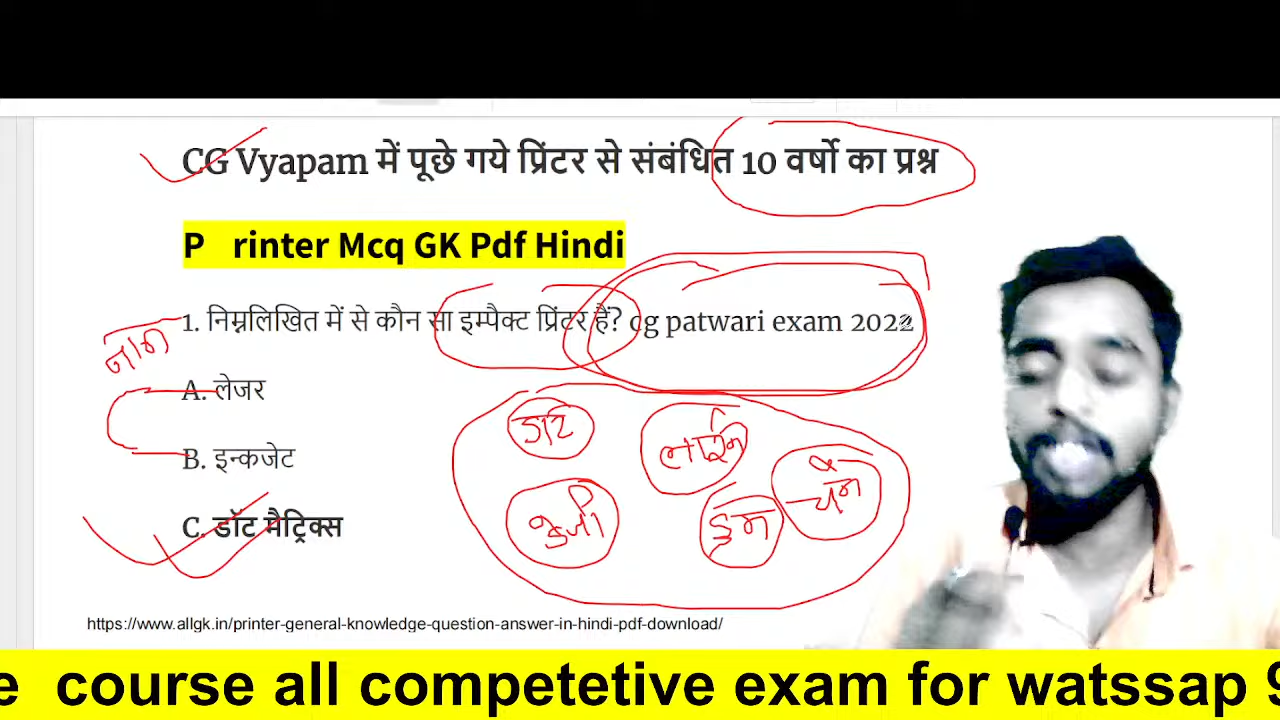 CG Vyapam में पूछे गये प्रिंटर से संबंधित 10 वर्षो का प्रश्न
P rinter Mcq GK Pdf Hindi
1. निम्नलिखित में से कौन सा इम्पैक्ट प्रिंटर हैं? cg patwari exam 2022
नान
A. लेजर
डाट
लाईन
B. इन्कजेट
चैन
C. डॉट मैट्रिक्स
ड्रम
https://www.allgk.in/printer-general-knowledge-question-answer-in-hindi-pdf-download/
e course all competetive exam for watssap 9